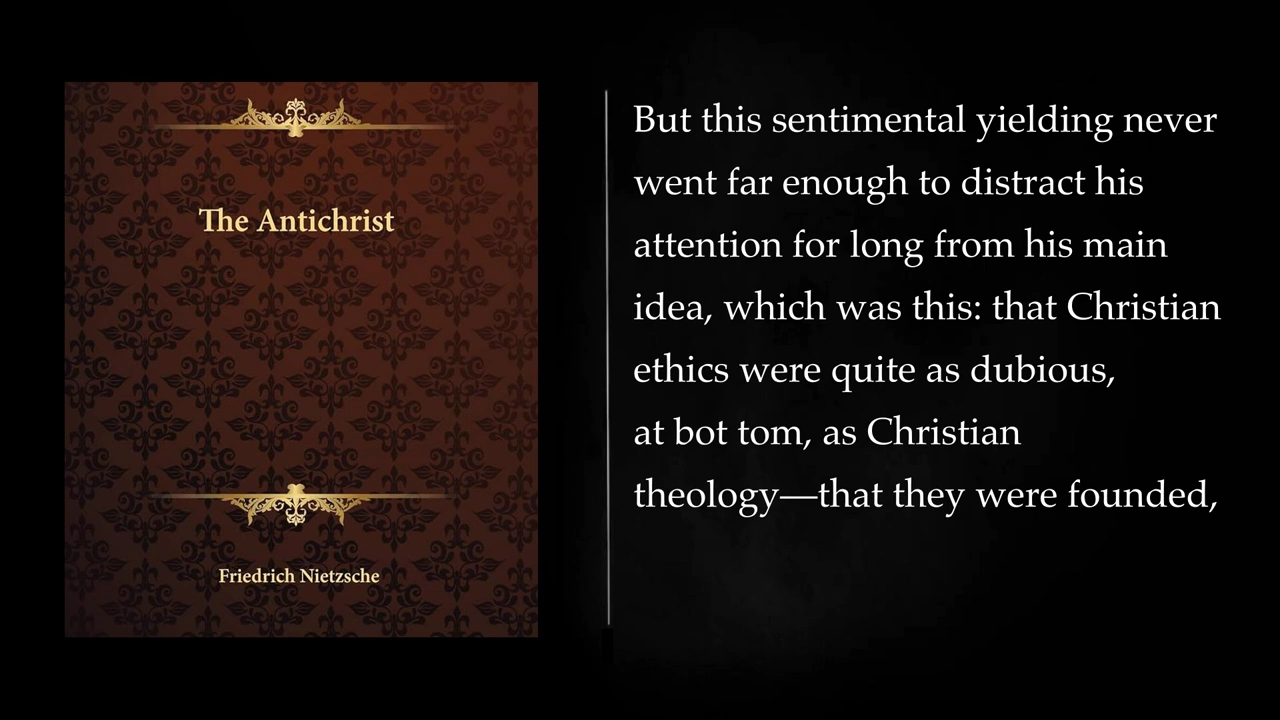 The Antichrist
Friedrich Nietzsche
But this sentimental yielding never
went far enough to distract his
attention for long from his main
idea, which was this: that Christian
ethics were quite as dubious,
at bot tom, as Christian
theology—that they were founded,